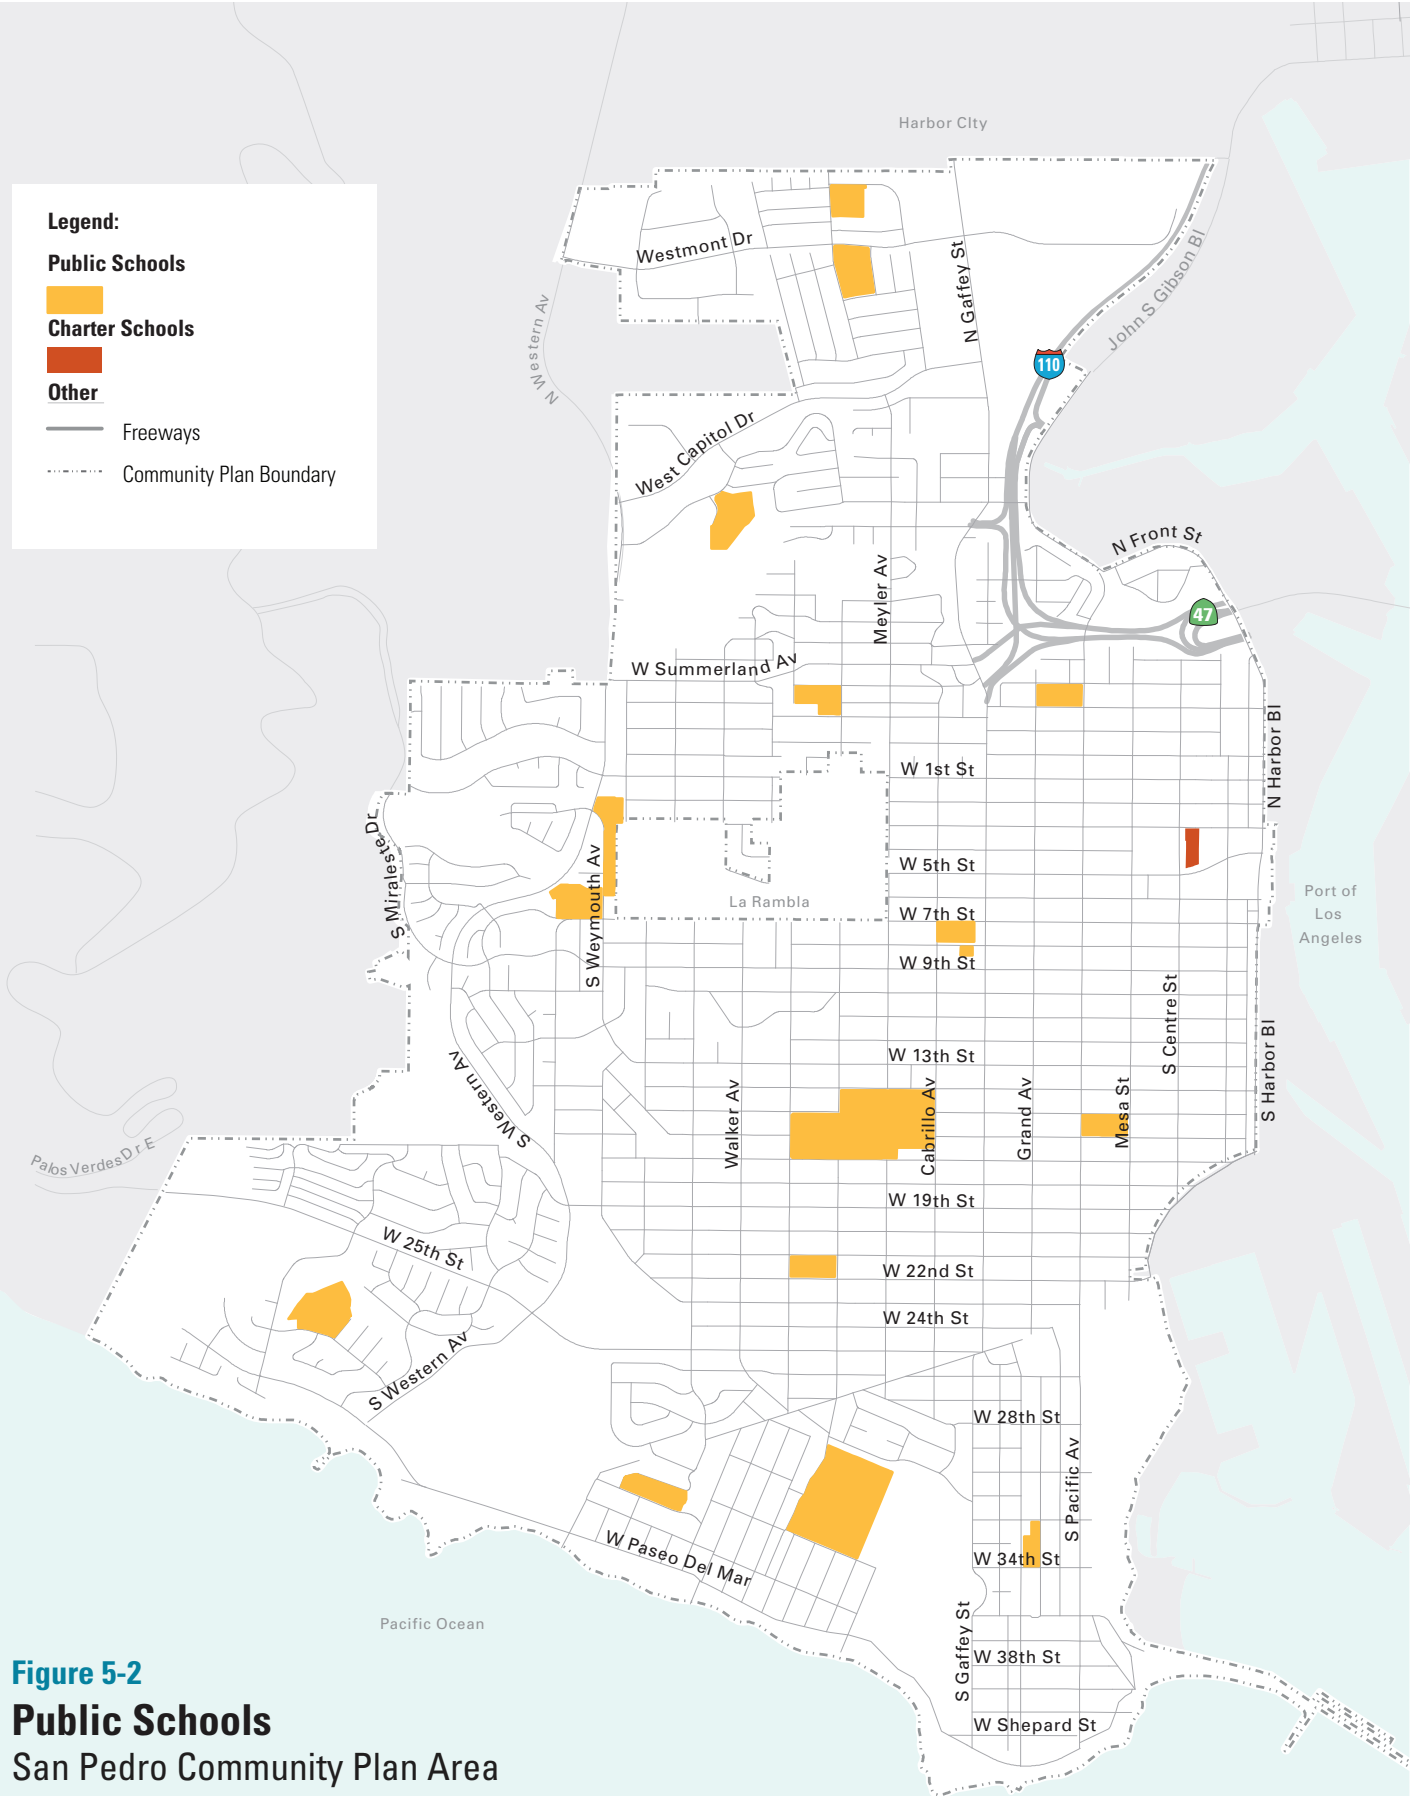 Harbor CIty
Legend:
Public Schools
Charter Schools
Other
Freeways
Community Plan Boundary
Westmont Dr
N Gaffey St
John S Gibson Bl
N Western Av
110
West Capitol Dr
N Front St
Meyler Av
47
W Summerland Av
N Harbor Bl
W 1st St
S Miraleste Dr
S Weymouth Av
W 5th St
La Rambla
W 7th St
Port of
Los
Angeles
W 9th St
S Centre St
S Harbor Bl
W 13th St
S Western Av
Walker Av
Cabrillo Av
Grand Av
Mesa St
Palos Verdes Dr E
W 19th St
W 25th St
W 22nd St
W 24th St
S Western Av
W 28th St
S Pacific Av
W Paseo Del Mar
W 34th St
S Gaffey St
Pacific Ocean
W 38th St
W Shepard St
Figure 5-2
Public Schools
San Pedro Community Plan Area